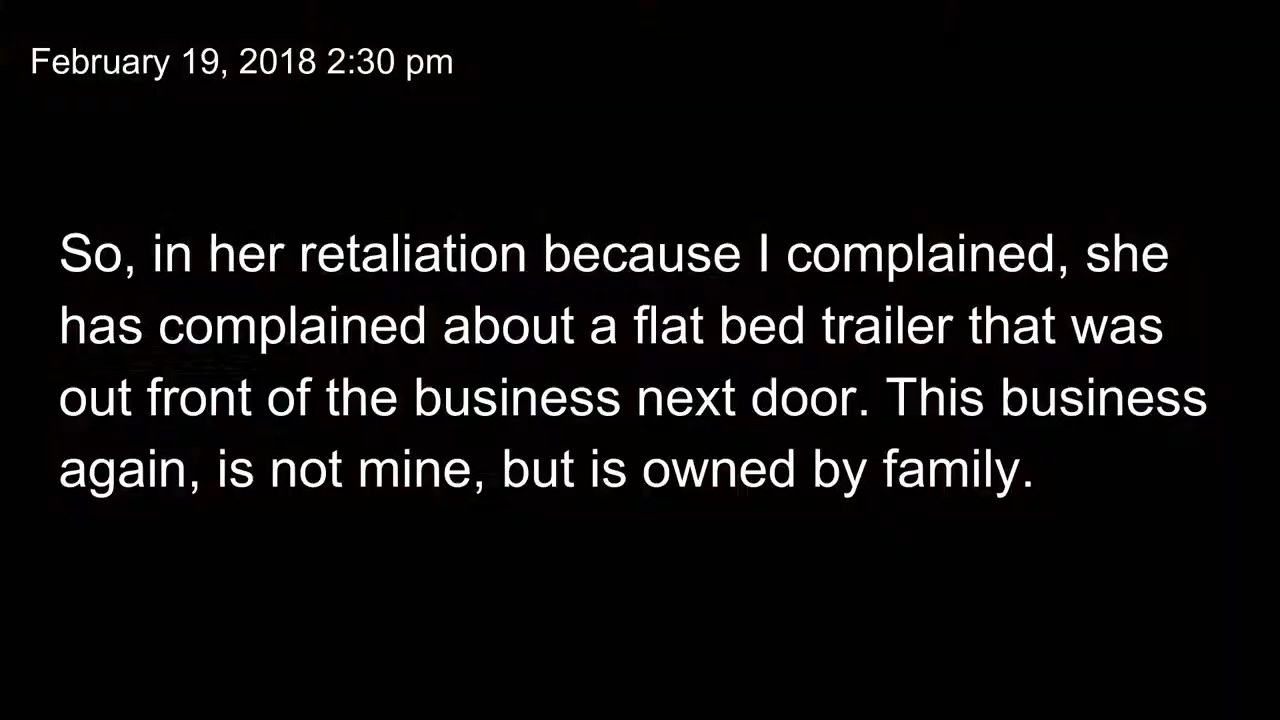 February 19, 2018 2:30 pm
So, in her retaliation because I complained, she
has complained about a flat bed trailer that was
out front of the business next door. This business
again, is not mine, but is owned by family.